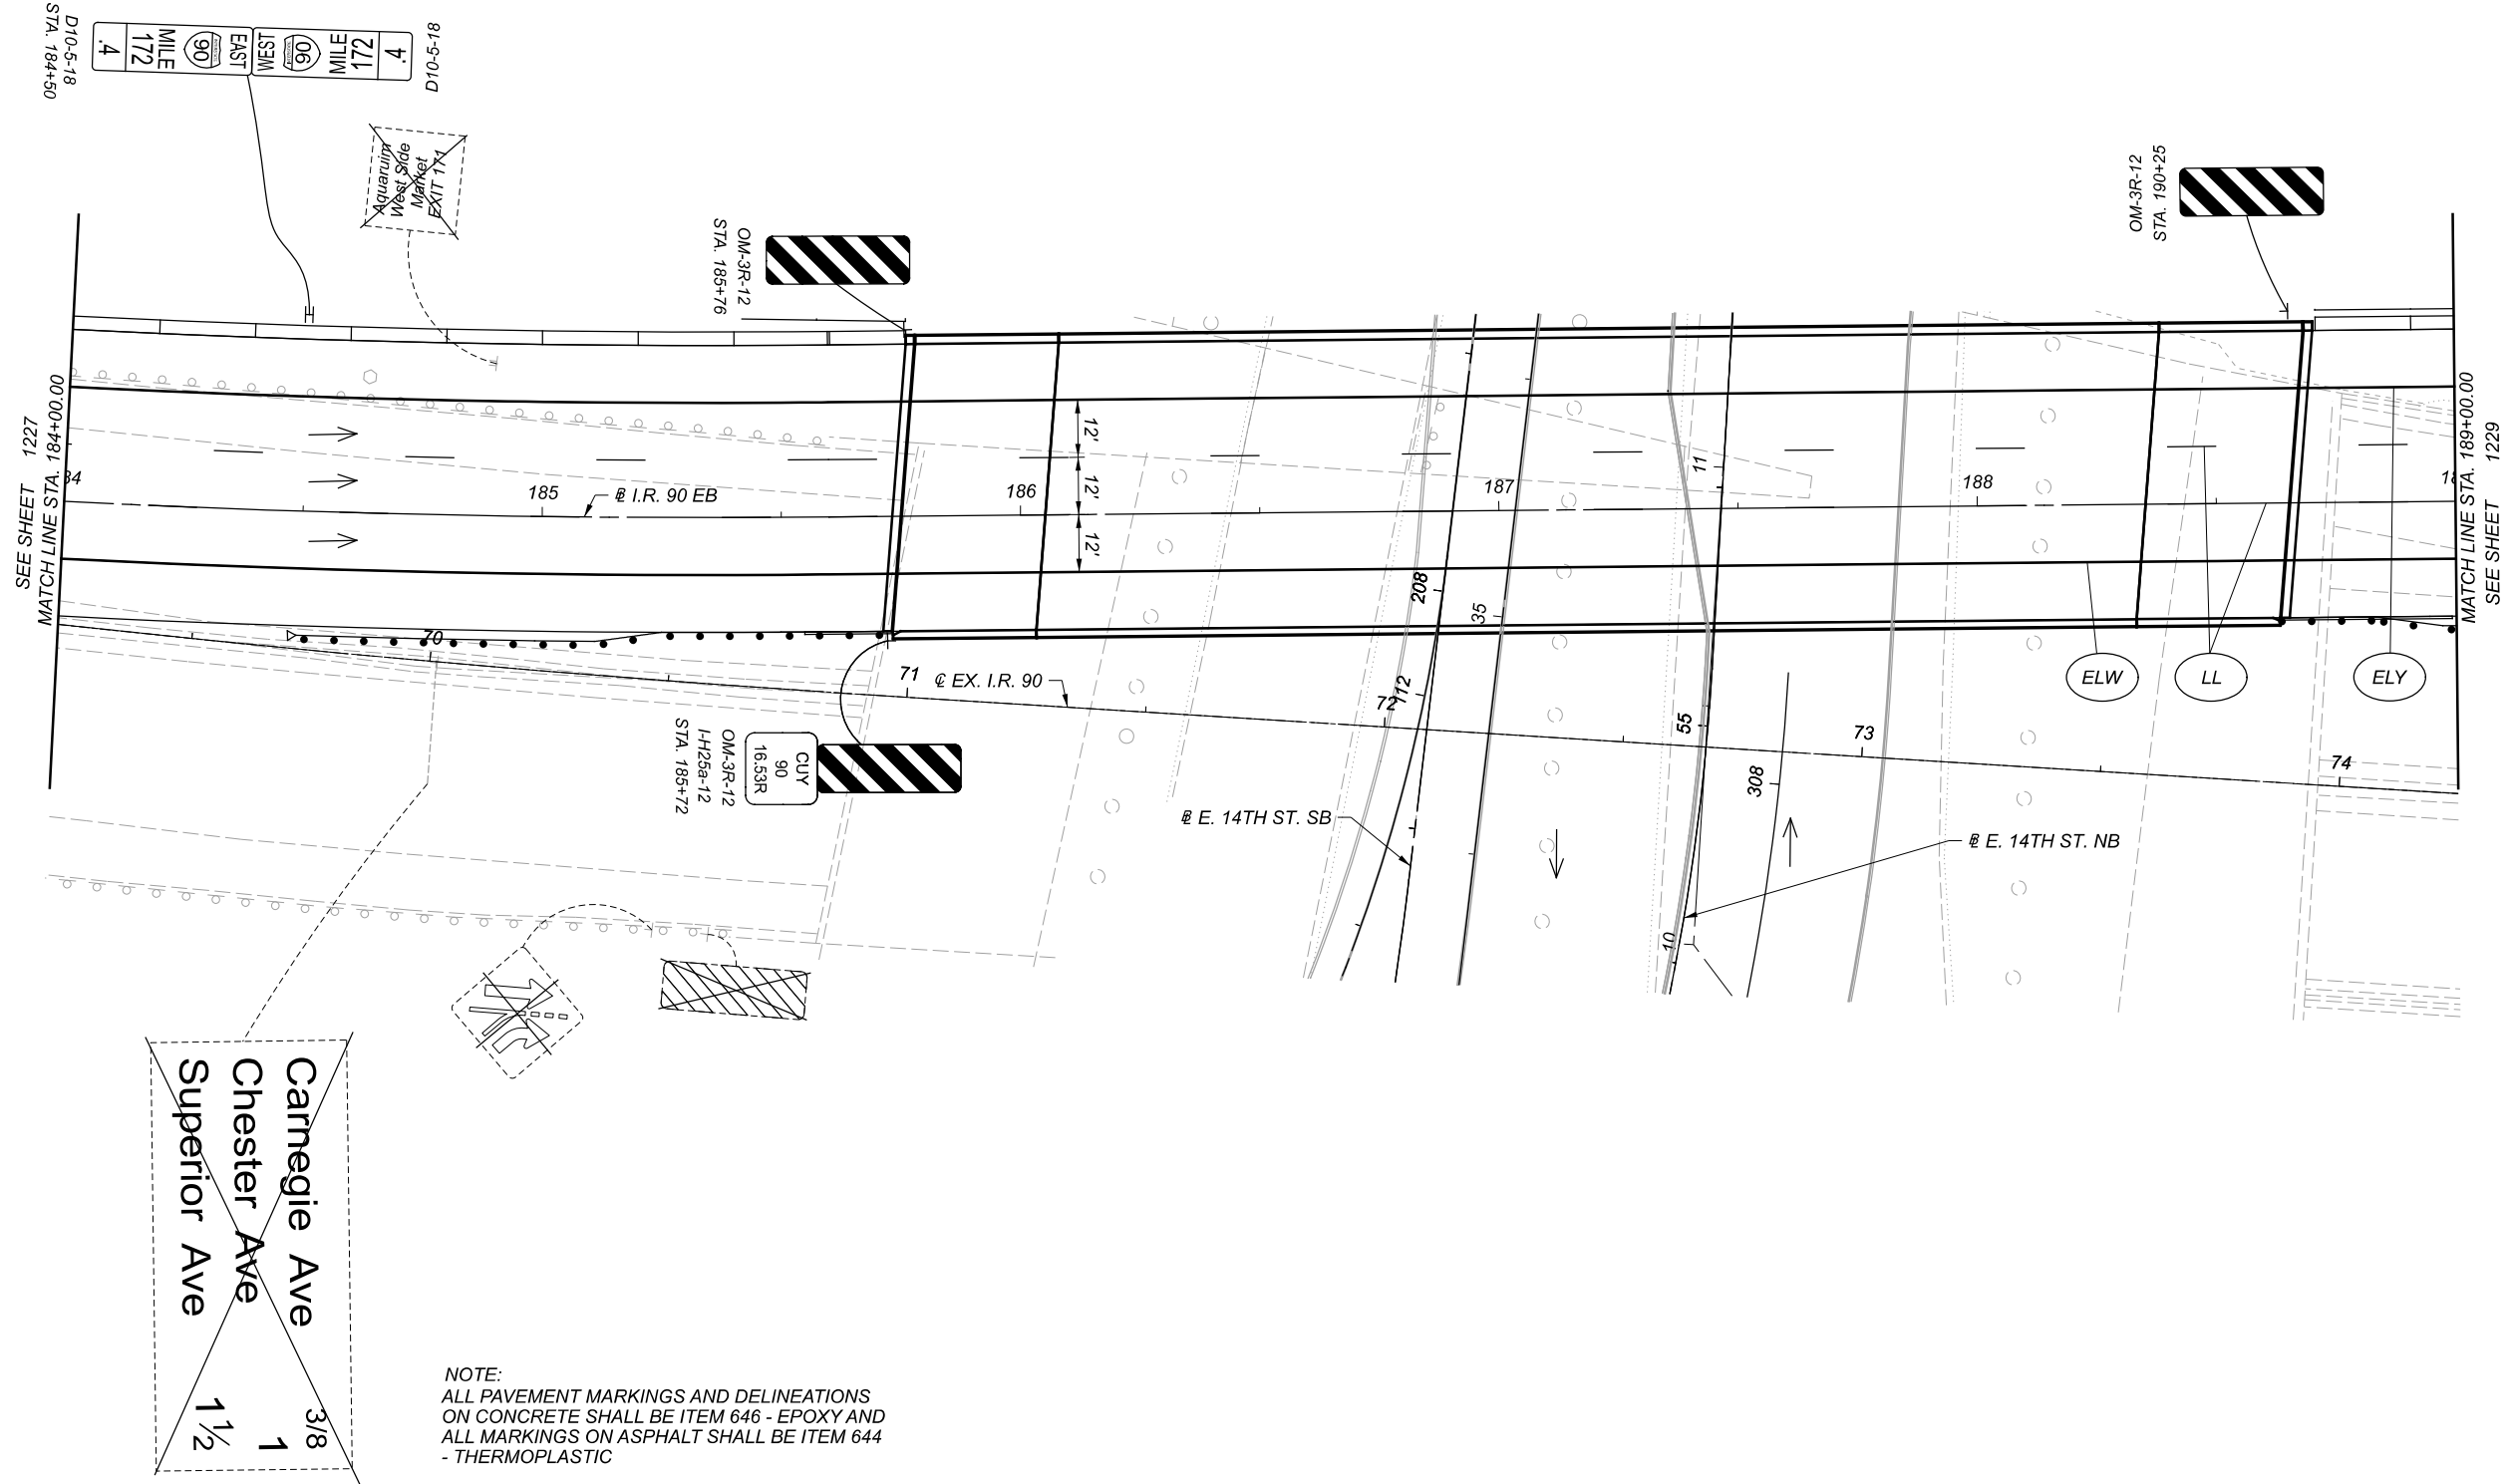 D10-5-18
STA. 184+50
EAST
90
MILE
172
.4
WEST
90
MILE
172
.4
D10-5-18
Aquaruim
West Side
Market
EXIT 171
OM-3R-12
STA. 185+76
OM-3R-12
STA. 190+25
SEE SHEET 1227
MATCH LINE STA. 184+00.00
84
185
℄ I.R. 90 EB
186
187
188
18
12'
12'
12'
11
208
35
MATCH LINE STA. 189+00.00
SEE SHEET 1229
ELW
LL
ELY
70
71
℄ EX. I.R. 90
712
72
55
73
74
308
CUY
90
16.53R
OM-3R-12
I-H25a-12
STA. 185+72
℄ E. 14TH ST. SB
℄ E. 14TH ST. NB
10
Carnegie Ave 3/8
Chester Ave 1
Superior Ave 1½
NOTE:
ALL PAVEMENT MARKINGS AND DELINEATIONS
ON CONCRETE SHALL BE ITEM 646 - EPOXY AND
ALL MARKINGS ON ASPHALT SHALL BE ITEM 644
- THERMOPLASTIC